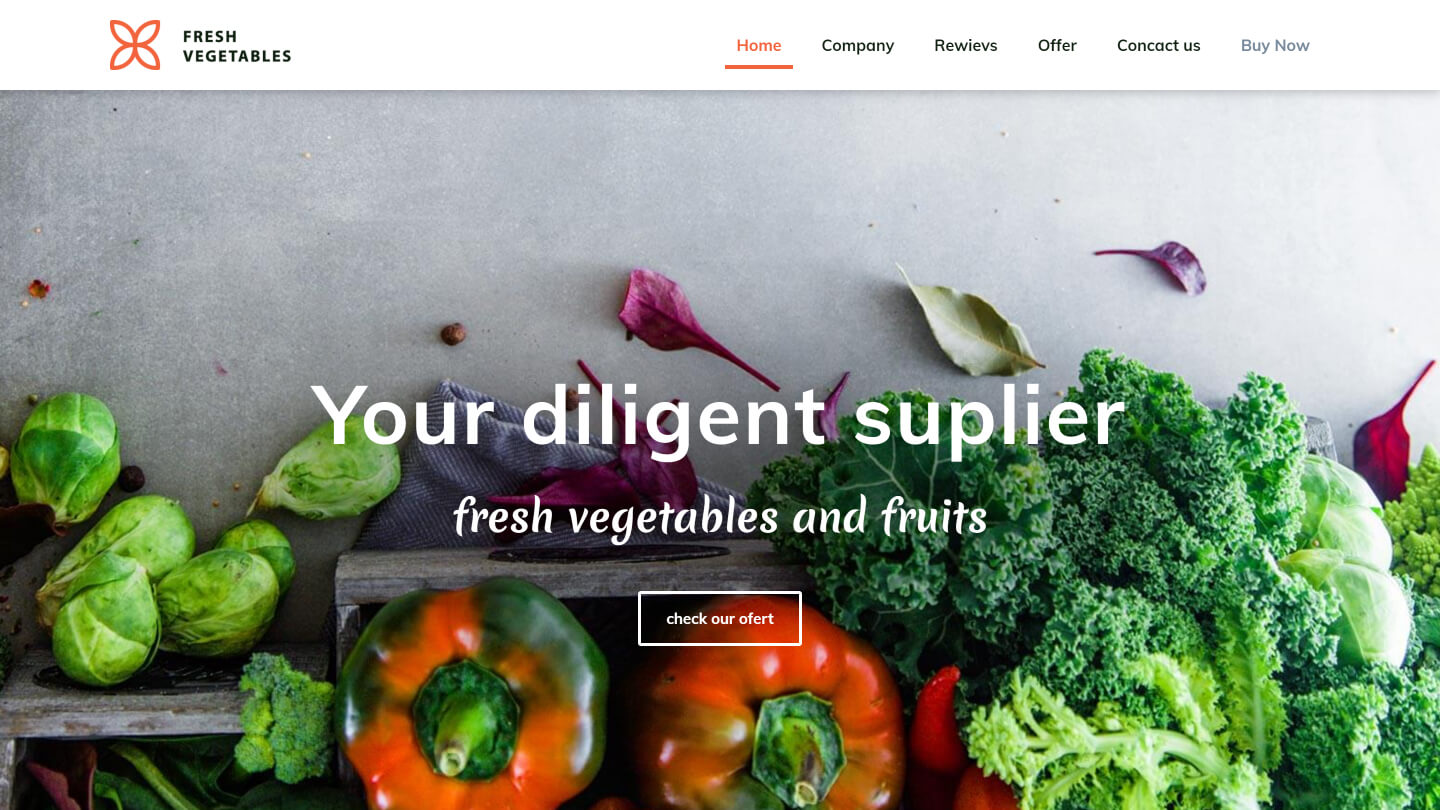 FRESH
VEGETABLES
Home Company Rewievs Offer Concact us Buy Now
Your diligent suplier
fresh vegetables and fruits
check our ofert